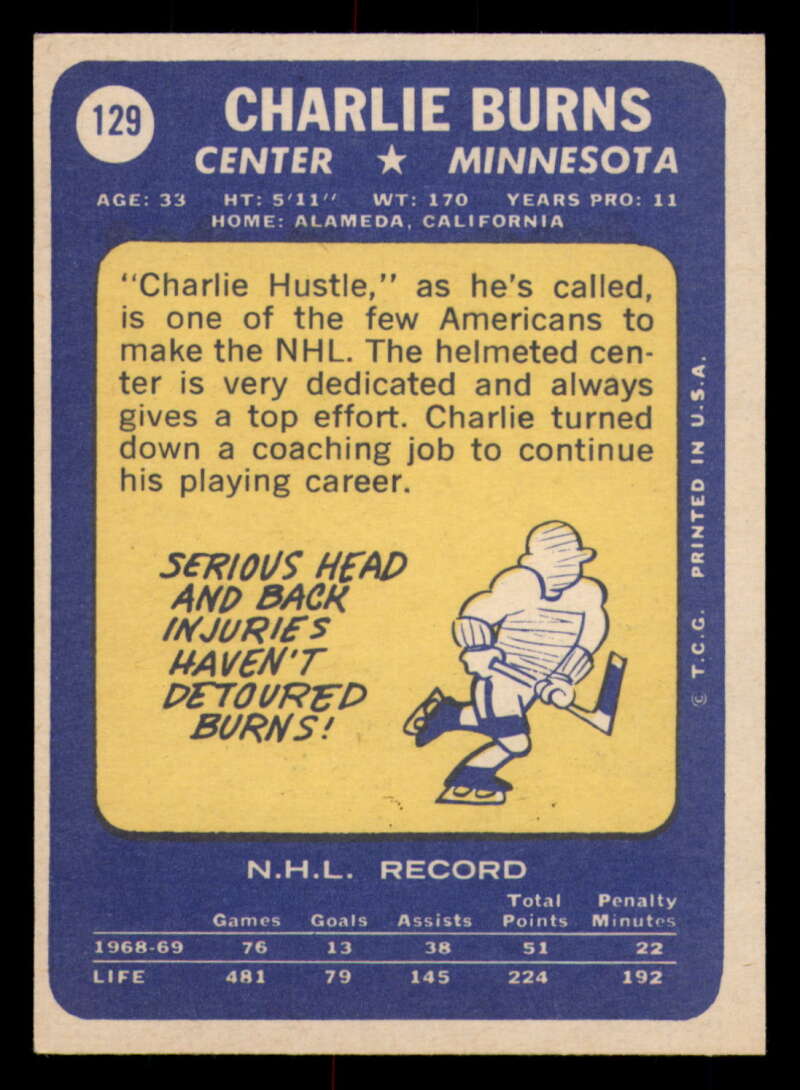 129
CHARLIE BURNS
CENTER ★ MINNESOTA
AGE: 33 HT: 5'11" WT: 170 YEARS PRO: 11
HOME: ALAMEDA, CALIFORNIA
"Charlie Hustle," as he's called,
is one of the few Americans to
make the NHL. The helmeted cen-
ter is very dedicated and always
gives a top effort. Charlie turned
down a coaching job to continue
his playing career.
SERIOUS HEAD
AND BACK
INJURIES
HAVEN'T
DETOURED
BURNS!
© T.C.G. PRINTED IN U.S.A.
N.H.L. RECORD
Total Penalty
Games Goals Assists Points Minutes
1968-69 76 13 38 51 22
LIFE 481 79 145 224 192